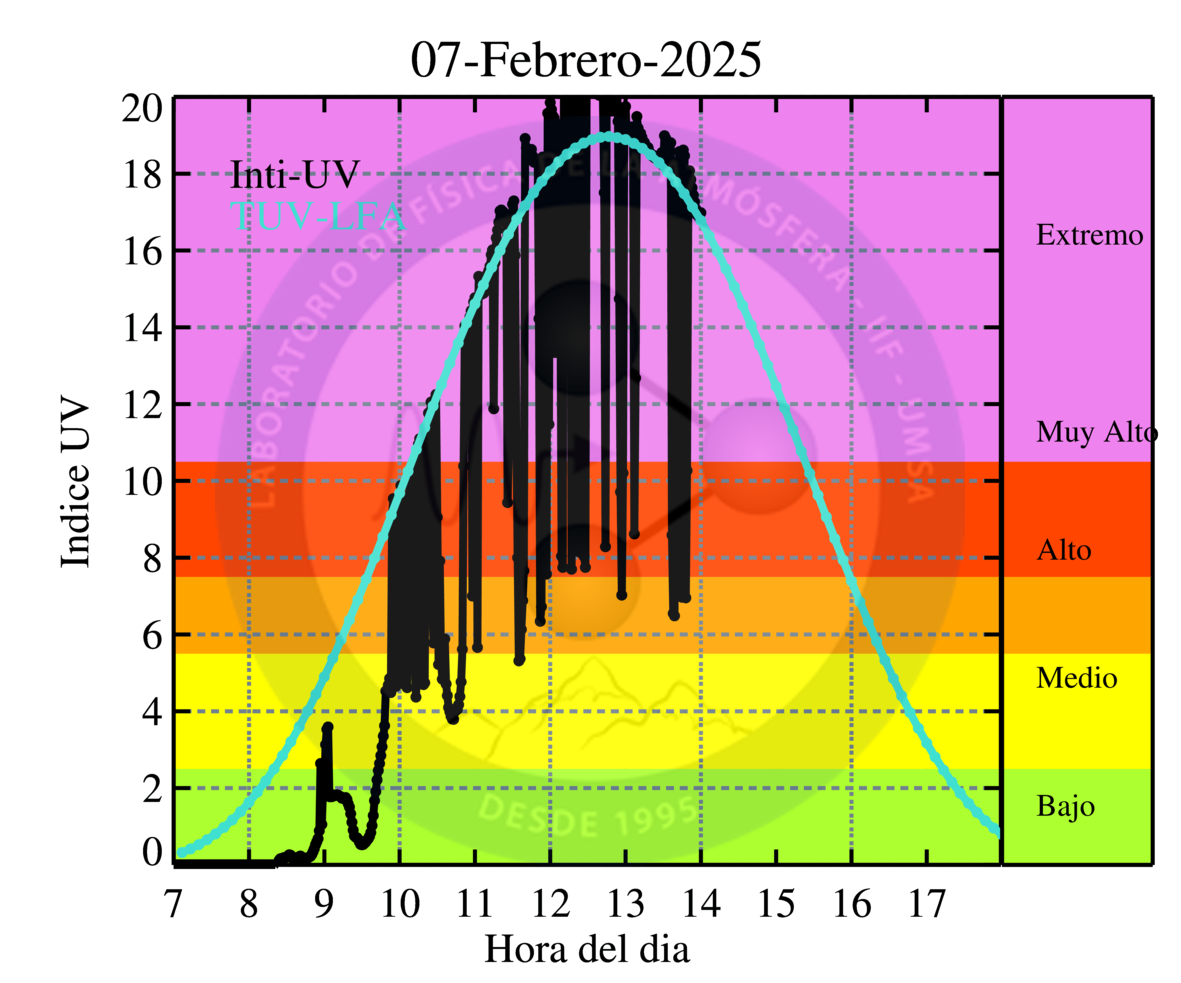 07-Febrero-2025
20
18
16
14
12
10
8
6
4
2
0
Indice UV
Inti-UV
TUV-LFA
LABORATORIO DE FÍSICA DE LA ATMÓSFERA - IIF - UMSA
DESDE 1995
Extremo
Muy Alto
Alto
Medio
Bajo
7 8 9 10 11 12 13 14 15 16 17
Hora del dia